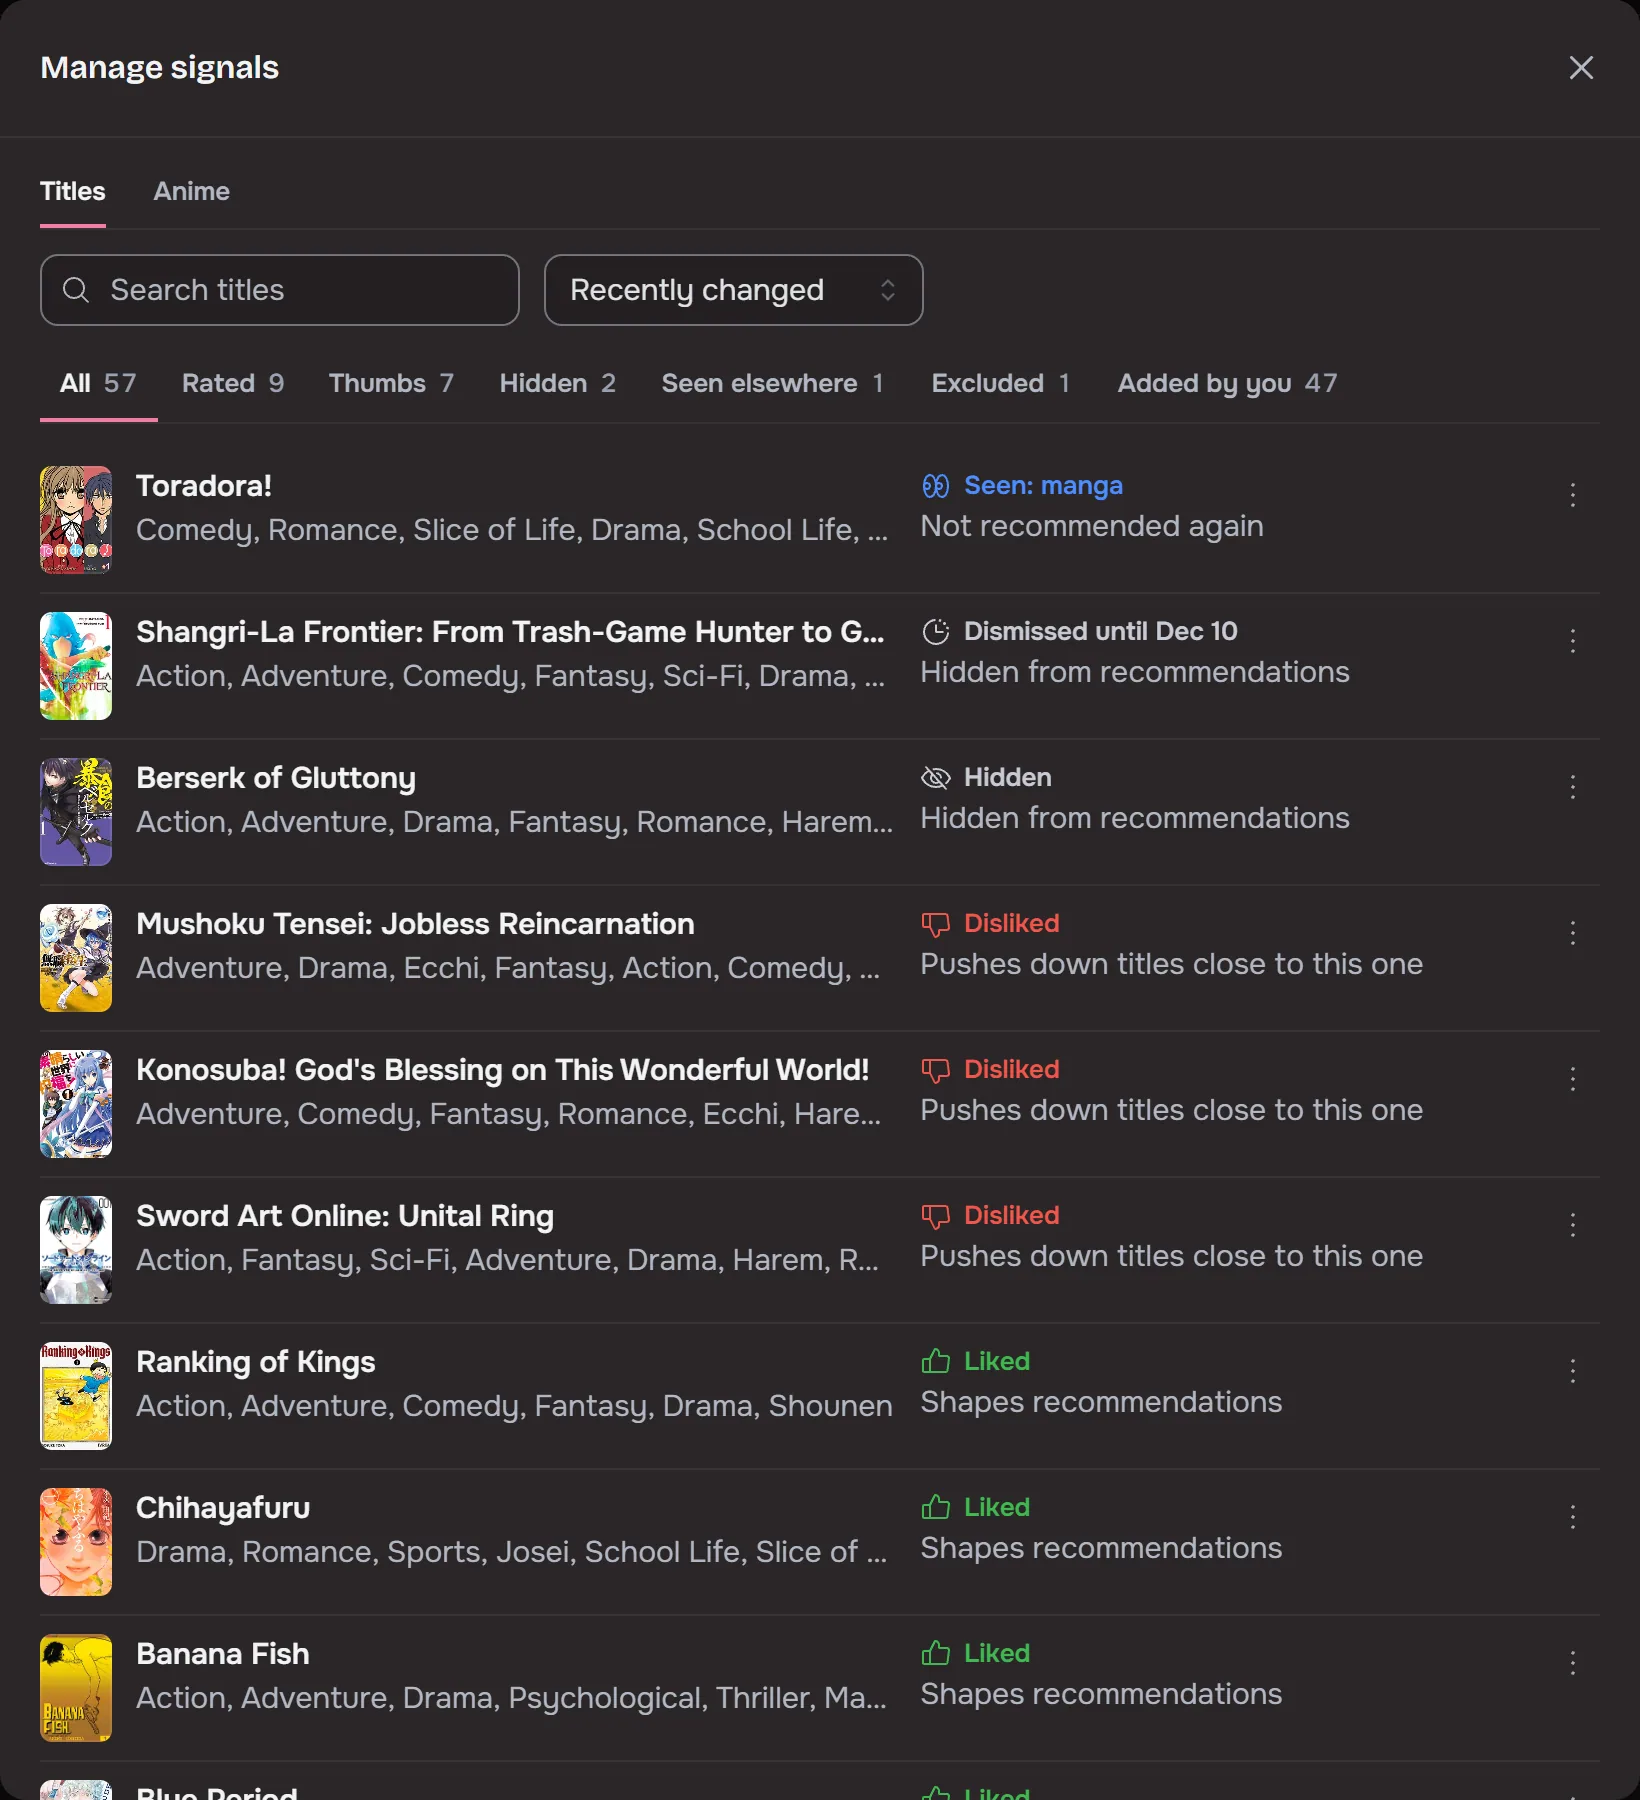 Manage signals
Titles Anime
Search titles Recently changed
All 57 Rated 9 Thumbs 7 Hidden 2 Seen elsewhere 1 Excluded 1 Added by you 47
Toradora!
Comedy, Romance, Slice of Life, Drama, School Life, ...
Seen: manga
Not recommended again
Shangri-La Frontier: From Trash-Game Hunter to G...
Action, Adventure, Comedy, Fantasy, Sci-Fi, Drama, ...
Dismissed until Dec 10
Hidden from recommendations
Berserk of Gluttony
Action, Adventure, Drama, Fantasy, Romance, Harem...
Hidden
Hidden from recommendations
Mushoku Tensei: Jobless Reincarnation
Adventure, Drama, Ecchi, Fantasy, Action, Comedy, ...
Disliked
Pushes down titles close to this one
Konosuba! God's Blessing on This Wonderful World!
Adventure, Comedy, Fantasy, Romance, Ecchi, Hare...
Disliked
Pushes down titles close to this one
Sword Art Online: Unital Ring
Action, Fantasy, Sci-Fi, Adventure, Drama, Harem, R...
Disliked
Pushes down titles close to this one
Ranking of Kings
Ranking of Kings
Action, Adventure, Comedy, Fantasy, Drama, Shounen
Liked
Shapes recommendations
Chihayafuru
Drama, Romance, Sports, Josei, School Life, Slice of ...
Liked
Shapes recommendations
BANANA
FISH
Banana Fish
Action, Adventure, Drama, Psychological, Thriller, Ma...
Liked
Shapes recommendations
Blue Period
Liked